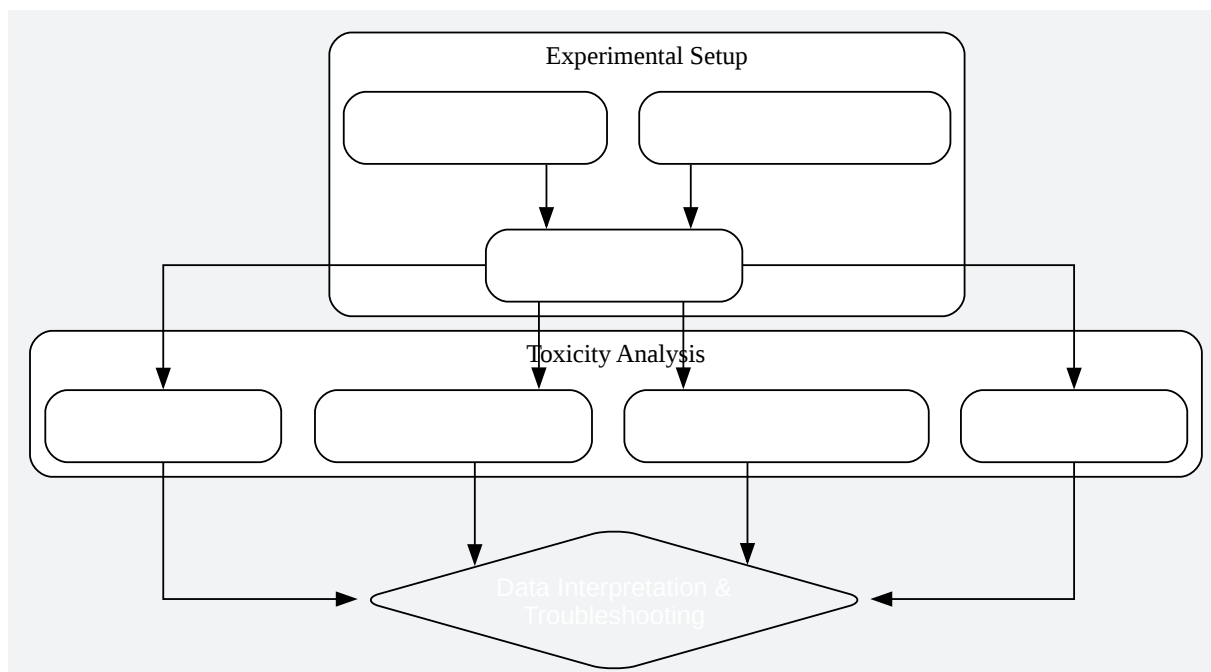 Experimental Setup
Toxicity Analysis
Data Interpretation &
Troubleshooting